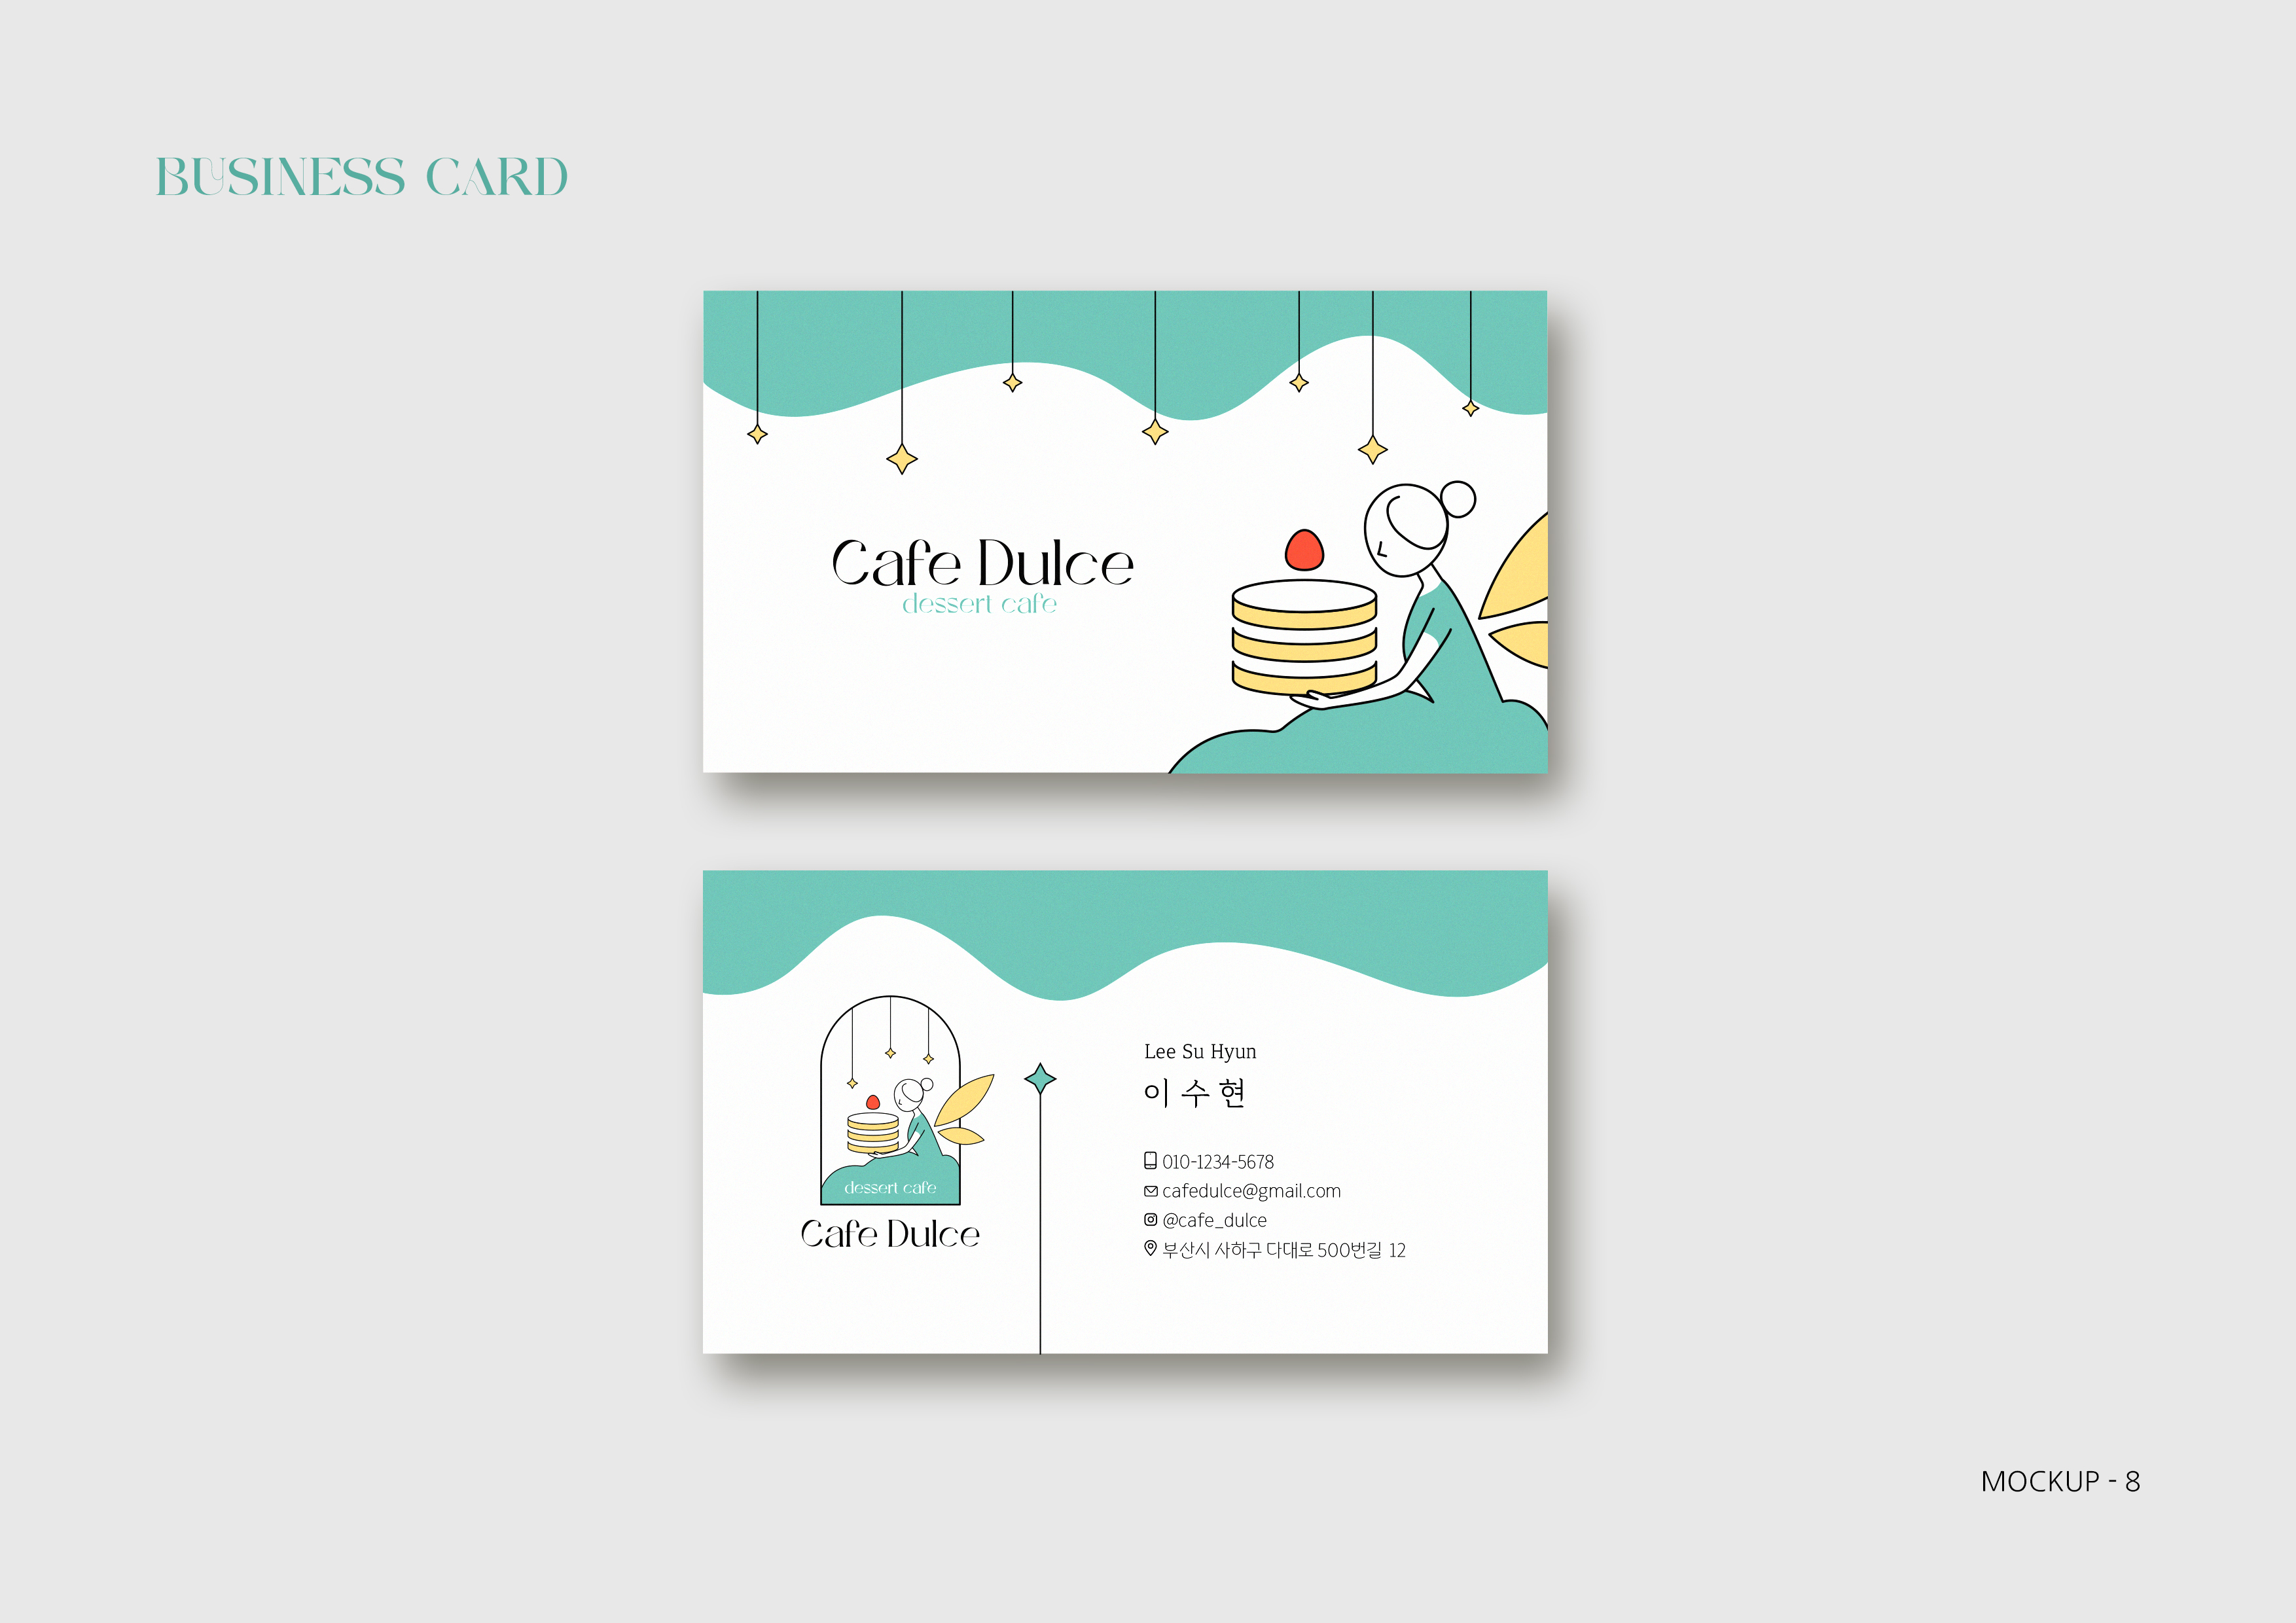 BUSINESS CARD
Cafe Dulce
dessert cafe
dessert cafe
Cafe Dulce
Lee Su Hyun
이 수 현
010-1234-5678
cafedulce@gmail.com
@cafe_dulce
부산시 사하구 다대로 500번길 12
MOCKUP - 8